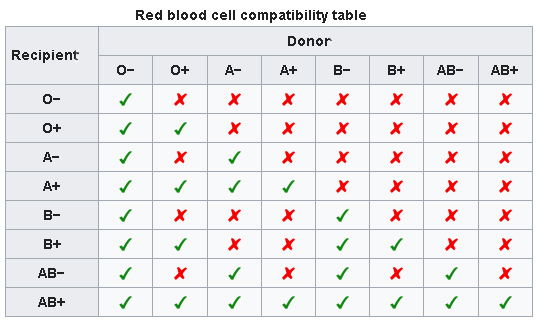 Red blood cell compatibility table
Recipient Donor
O− O+ A− A+ B− B+ AB− AB+
O− ✓ ✗ ✗ ✗ ✗ ✗ ✗ ✗
O+ ✓ ✓ ✗ ✗ ✗ ✗ ✗ ✗
A− ✓ ✗ ✓ ✗ ✗ ✗ ✗ ✗
A+ ✓ ✓ ✓ ✓ ✗ ✗ ✗ ✗
B− ✓ ✗ ✗ ✗ ✓ ✗ ✗ ✗
B+ ✓ ✓ ✗ ✗ ✓ ✓ ✗ ✗
AB− ✓ ✗ ✓ ✗ ✓ ✗ ✓ ✗
AB+ ✓ ✓ ✓ ✓ ✓ ✓ ✓ ✓